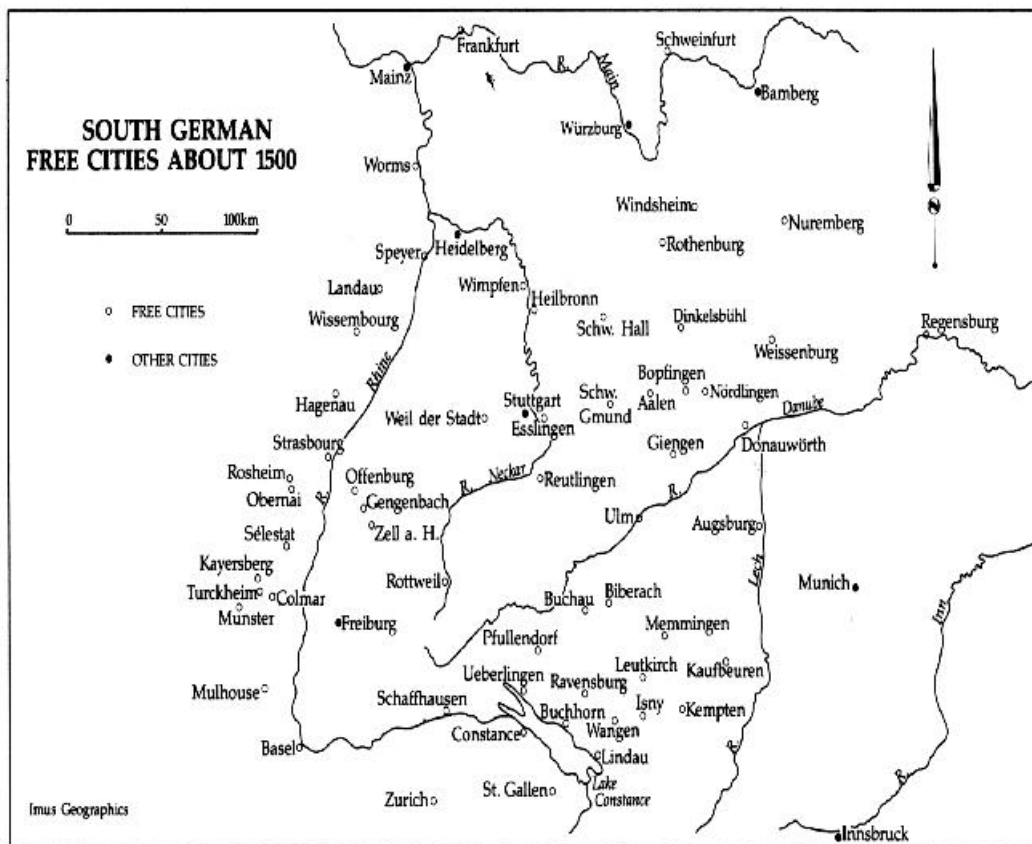 Frankfurt
Schweinfurt
Mainz
R.
Main
Bamberg
SOUTH GERMAN
FREE CITIES ABOUT 1500
Würzburg
Worms
0 50 100km
Windsheim
Nuremberg
Rothenburg
Speyer
Heidelberg
Landau
Wimpfen
Heilbronn
FREE CITIES
Wissembourg
Schw. Hall
Dinkelsbühl
Regensburg
Weissenburg
OTHER CITIES
Rhine
Bopfingen
Hagenau
Stuttgart
Schw.
Gmund
Aalen
Nördlingen
Danube
Weil der Stadt
Esslingen
Strasbourg
Giengen
Donauwörth
Rosheim
Offenburg
R.
Neckar
Reutlingen
Obernai
R.
Gengenbach
R.
Ulm
Augsburg
Zell a. H.
Sélestat
Lech
Kayersberg
Rottweil
Munich
Turckheim
Colmar
Biberach
Buchau
Munster
Inn
Freiburg
Memmingen
Pfullendorf
Leutkirch
Kaufbeuren
Ueberlingen
Ravensburg
Mulhouse
Schaffhausen
Isny
Kempten
Buchhorn
Wangen
Constance
Basel
R.
Lindau
R.
Lake
Constance
St. Gallen
Zurich
Imus Geographics
Innsbruck